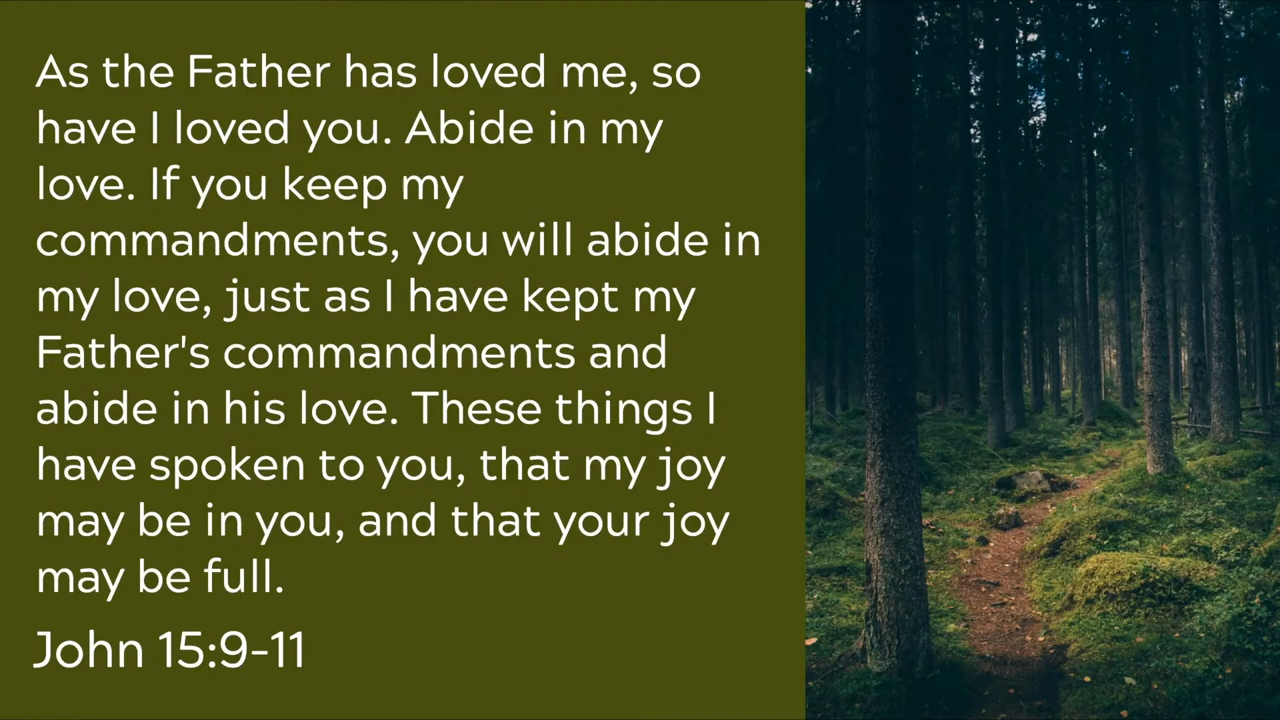 As the Father has loved me, so
have I loved you. Abide in my
love. If you keep my
commandments, you will abide in
my love, just as I have kept my
Father's commandments and
abide in his love. These things I
have spoken to you, that my joy
may be in you, and that your joy
may be full.
John 15:9-11